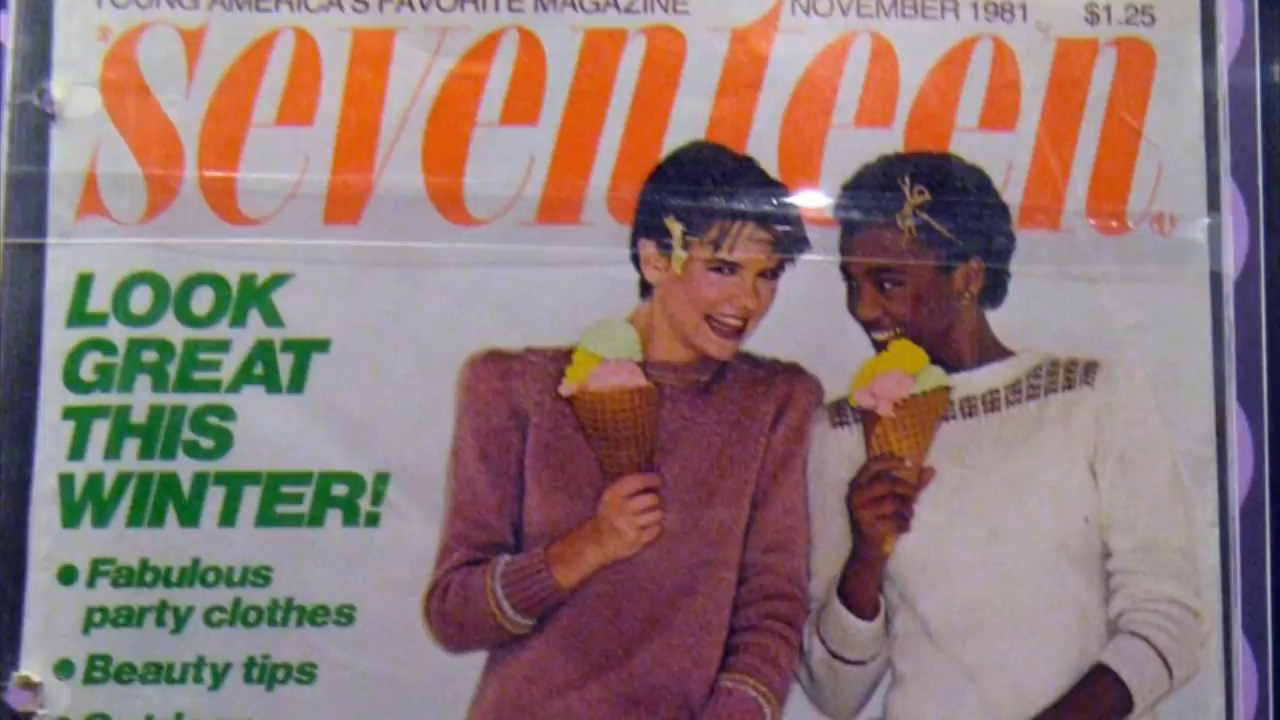 YOUNG AMERICA'S FAVORITE MAGAZINE NOVEMBER 1981 $1.25
seventeen
LOOK
GREAT
THIS
WINTER!
• Fabulous
party clothes
• Beauty tips